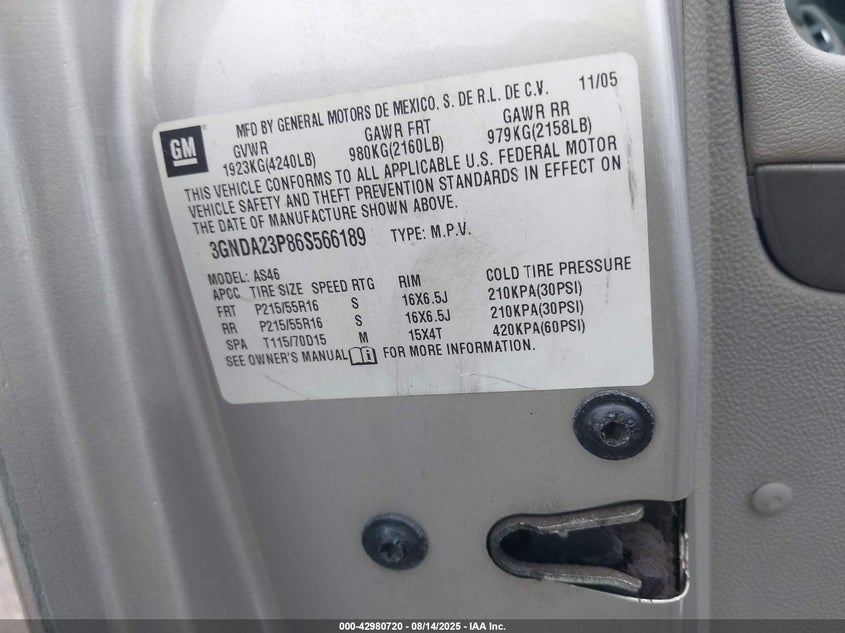 MFD BY GENERAL MOTORS DE MEXICO, S. DE R.L. DE C.V. 11/05
GM
GVWR GAWR FRT GAWR RR
1923KG(4240LB) 980KG(2160LB) 979KG(2158LB)
THIS VEHICLE CONFORMS TO ALL APPLICABLE U.S. FEDERAL MOTOR
VEHICLE SAFETY AND THEFT PREVENTION STANDARDS IN EFFECT ON
THE DATE OF MANUFACTURE SHOWN ABOVE.
3GNDA23P86S566189 TYPE: M.P.V.
MODEL: AS46
APCC TIRE SIZE SPEED RTG RIM COLD TIRE PRESSURE
FRT P215/55R16 S 16X6.5J 210KPA(30PSI)
RR P215/55R16 S 16X6.5J 210KPA(30PSI)
SPA T115/70D15 M 15X4T 420KPA(60PSI)
SEE OWNER'S MANUAL i FOR MORE INFORMATION.
000-42980720 - 08/14/2025 - IAA Inc.